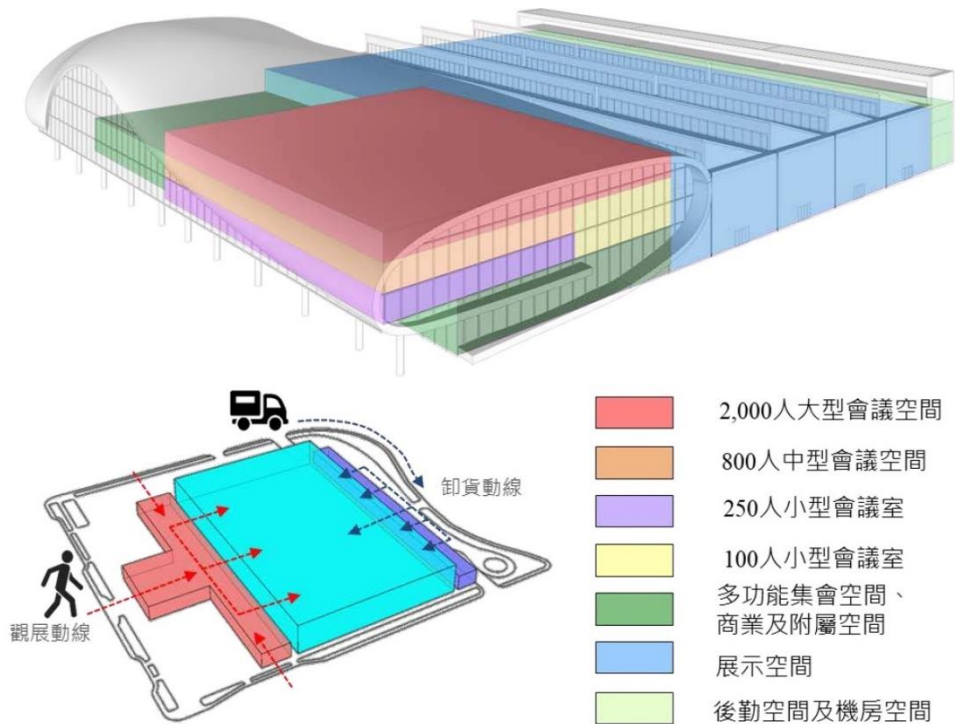 卸貨動線
觀展動線
2,000人大型會議空間
800人中型會議空間
250人小型會議室
100人小型會議室
多功能集會空間、
商業及附屬空間
展示空間
後勤空間及機房空間